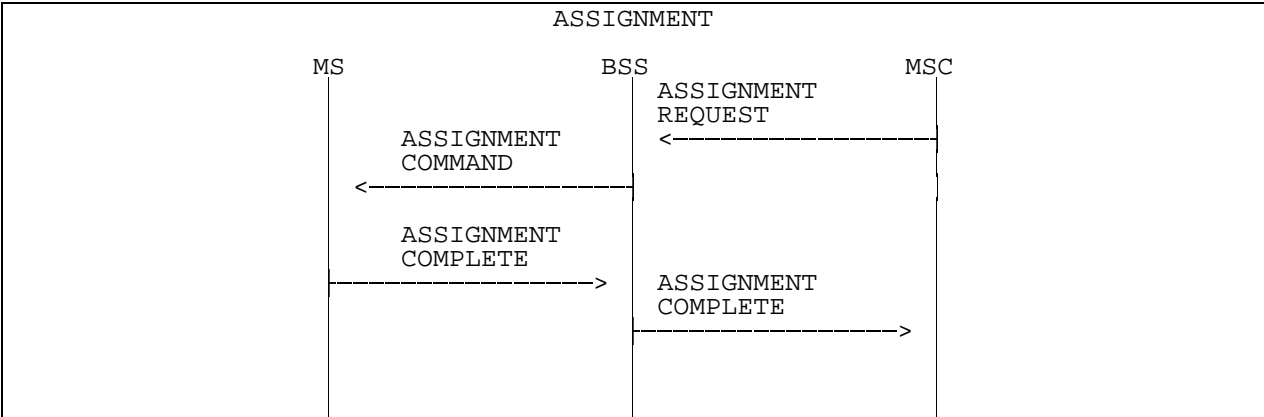 ASSIGNMENT
MS BSS MSC
ASSIGNMENT
REQUEST
ASSIGNMENT
COMMAND
ASSIGNMENT
COMPLETE
ASSIGNMENT
COMPLETE